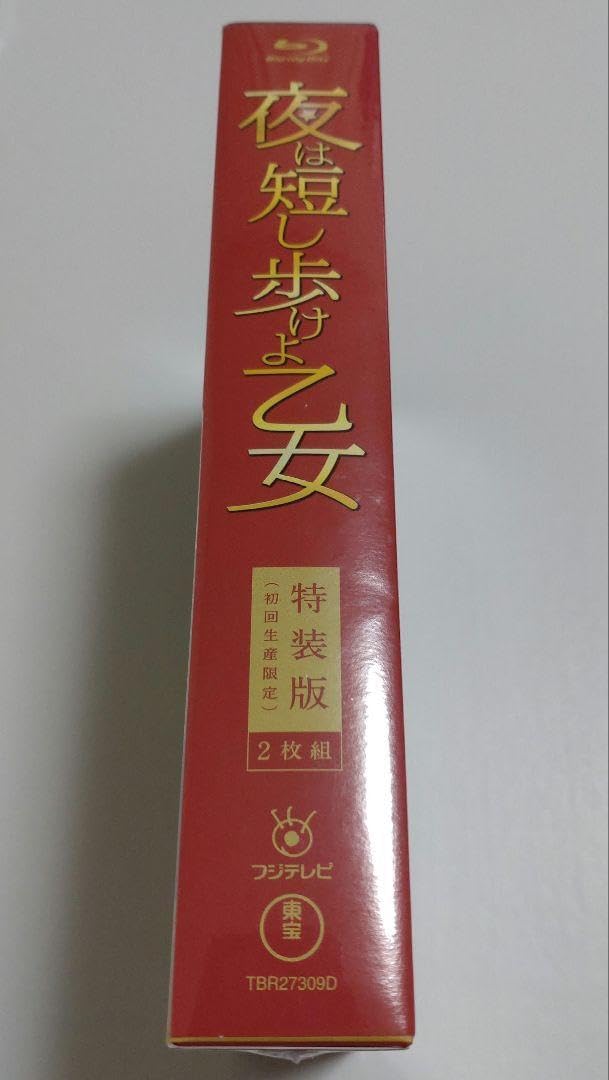 Blu-ray Disc
夜は短し歩けよ乙女
特装版
(初回生産限定)
2枚組
フジテレビ
東宝
TBR27309D